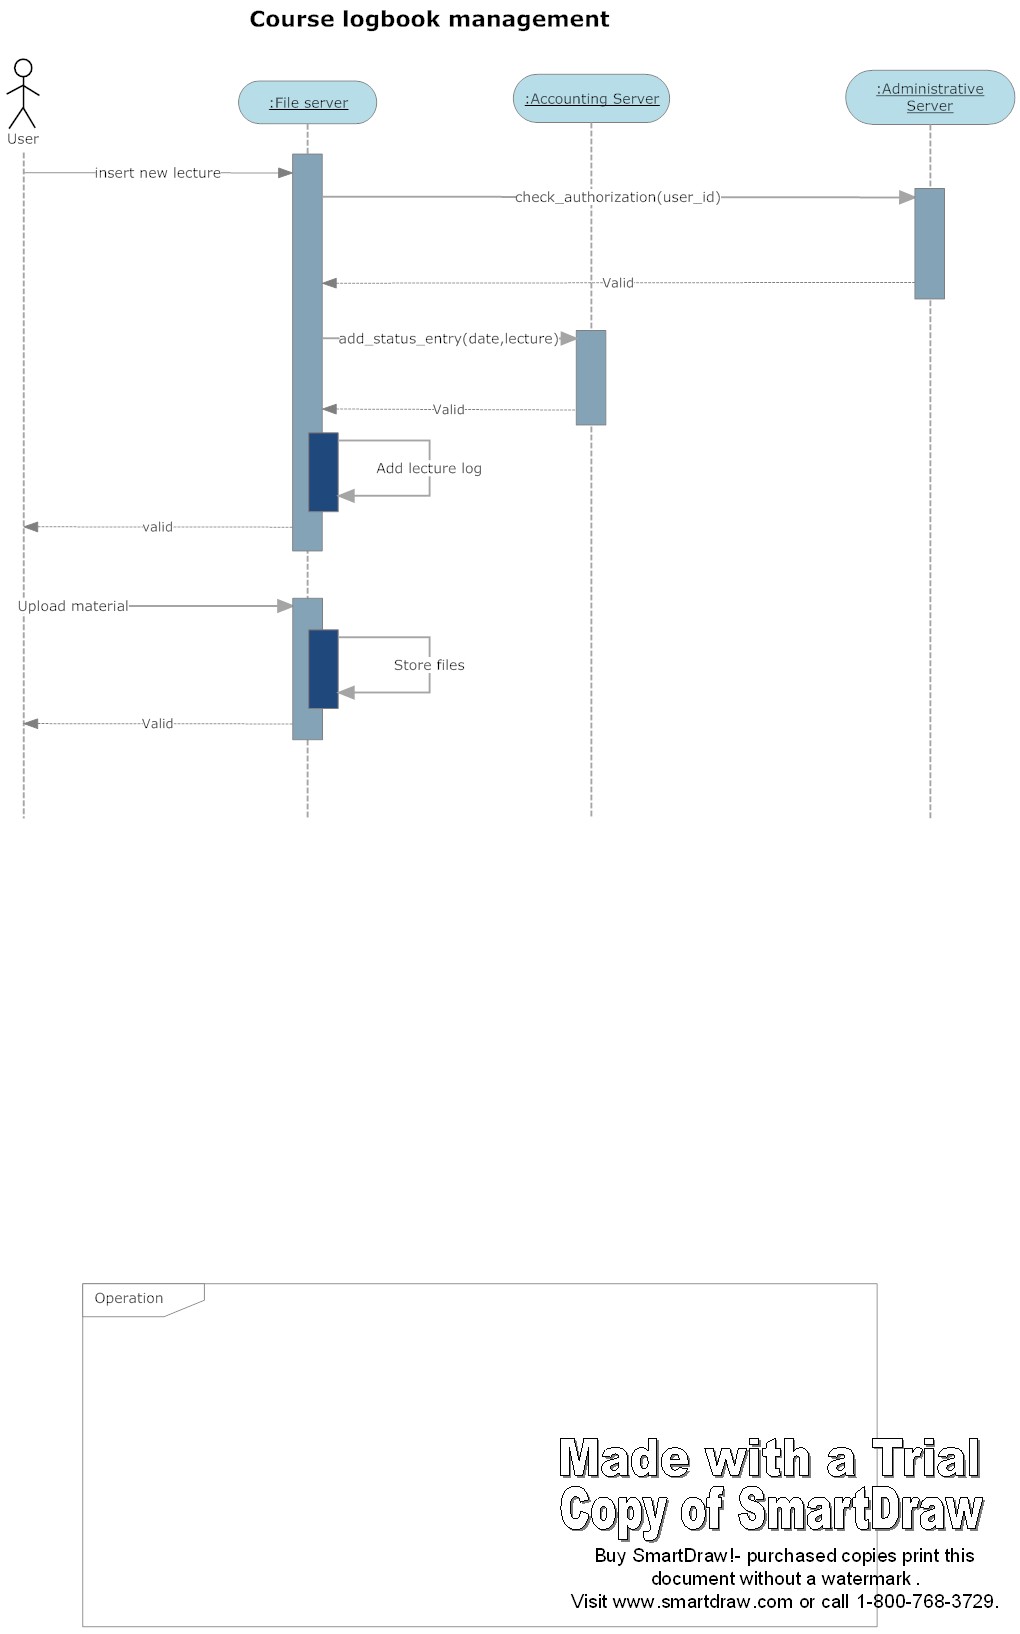 Course logbook management
User
:File server
:Accounting Server
:Administrative
Server
insert new lecture
check_authorization(user_id)
Valid
add_status_entry(date,lecture)
Valid
Add lecture log
valid
Upload material
Store files
Valid
Operation
Made with a Trial
Copy of SmartDraw
Buy SmartDraw!- purchased copies print this
document without a watermark .
Visit www.smartdraw.com or call 1-800-768-3729.